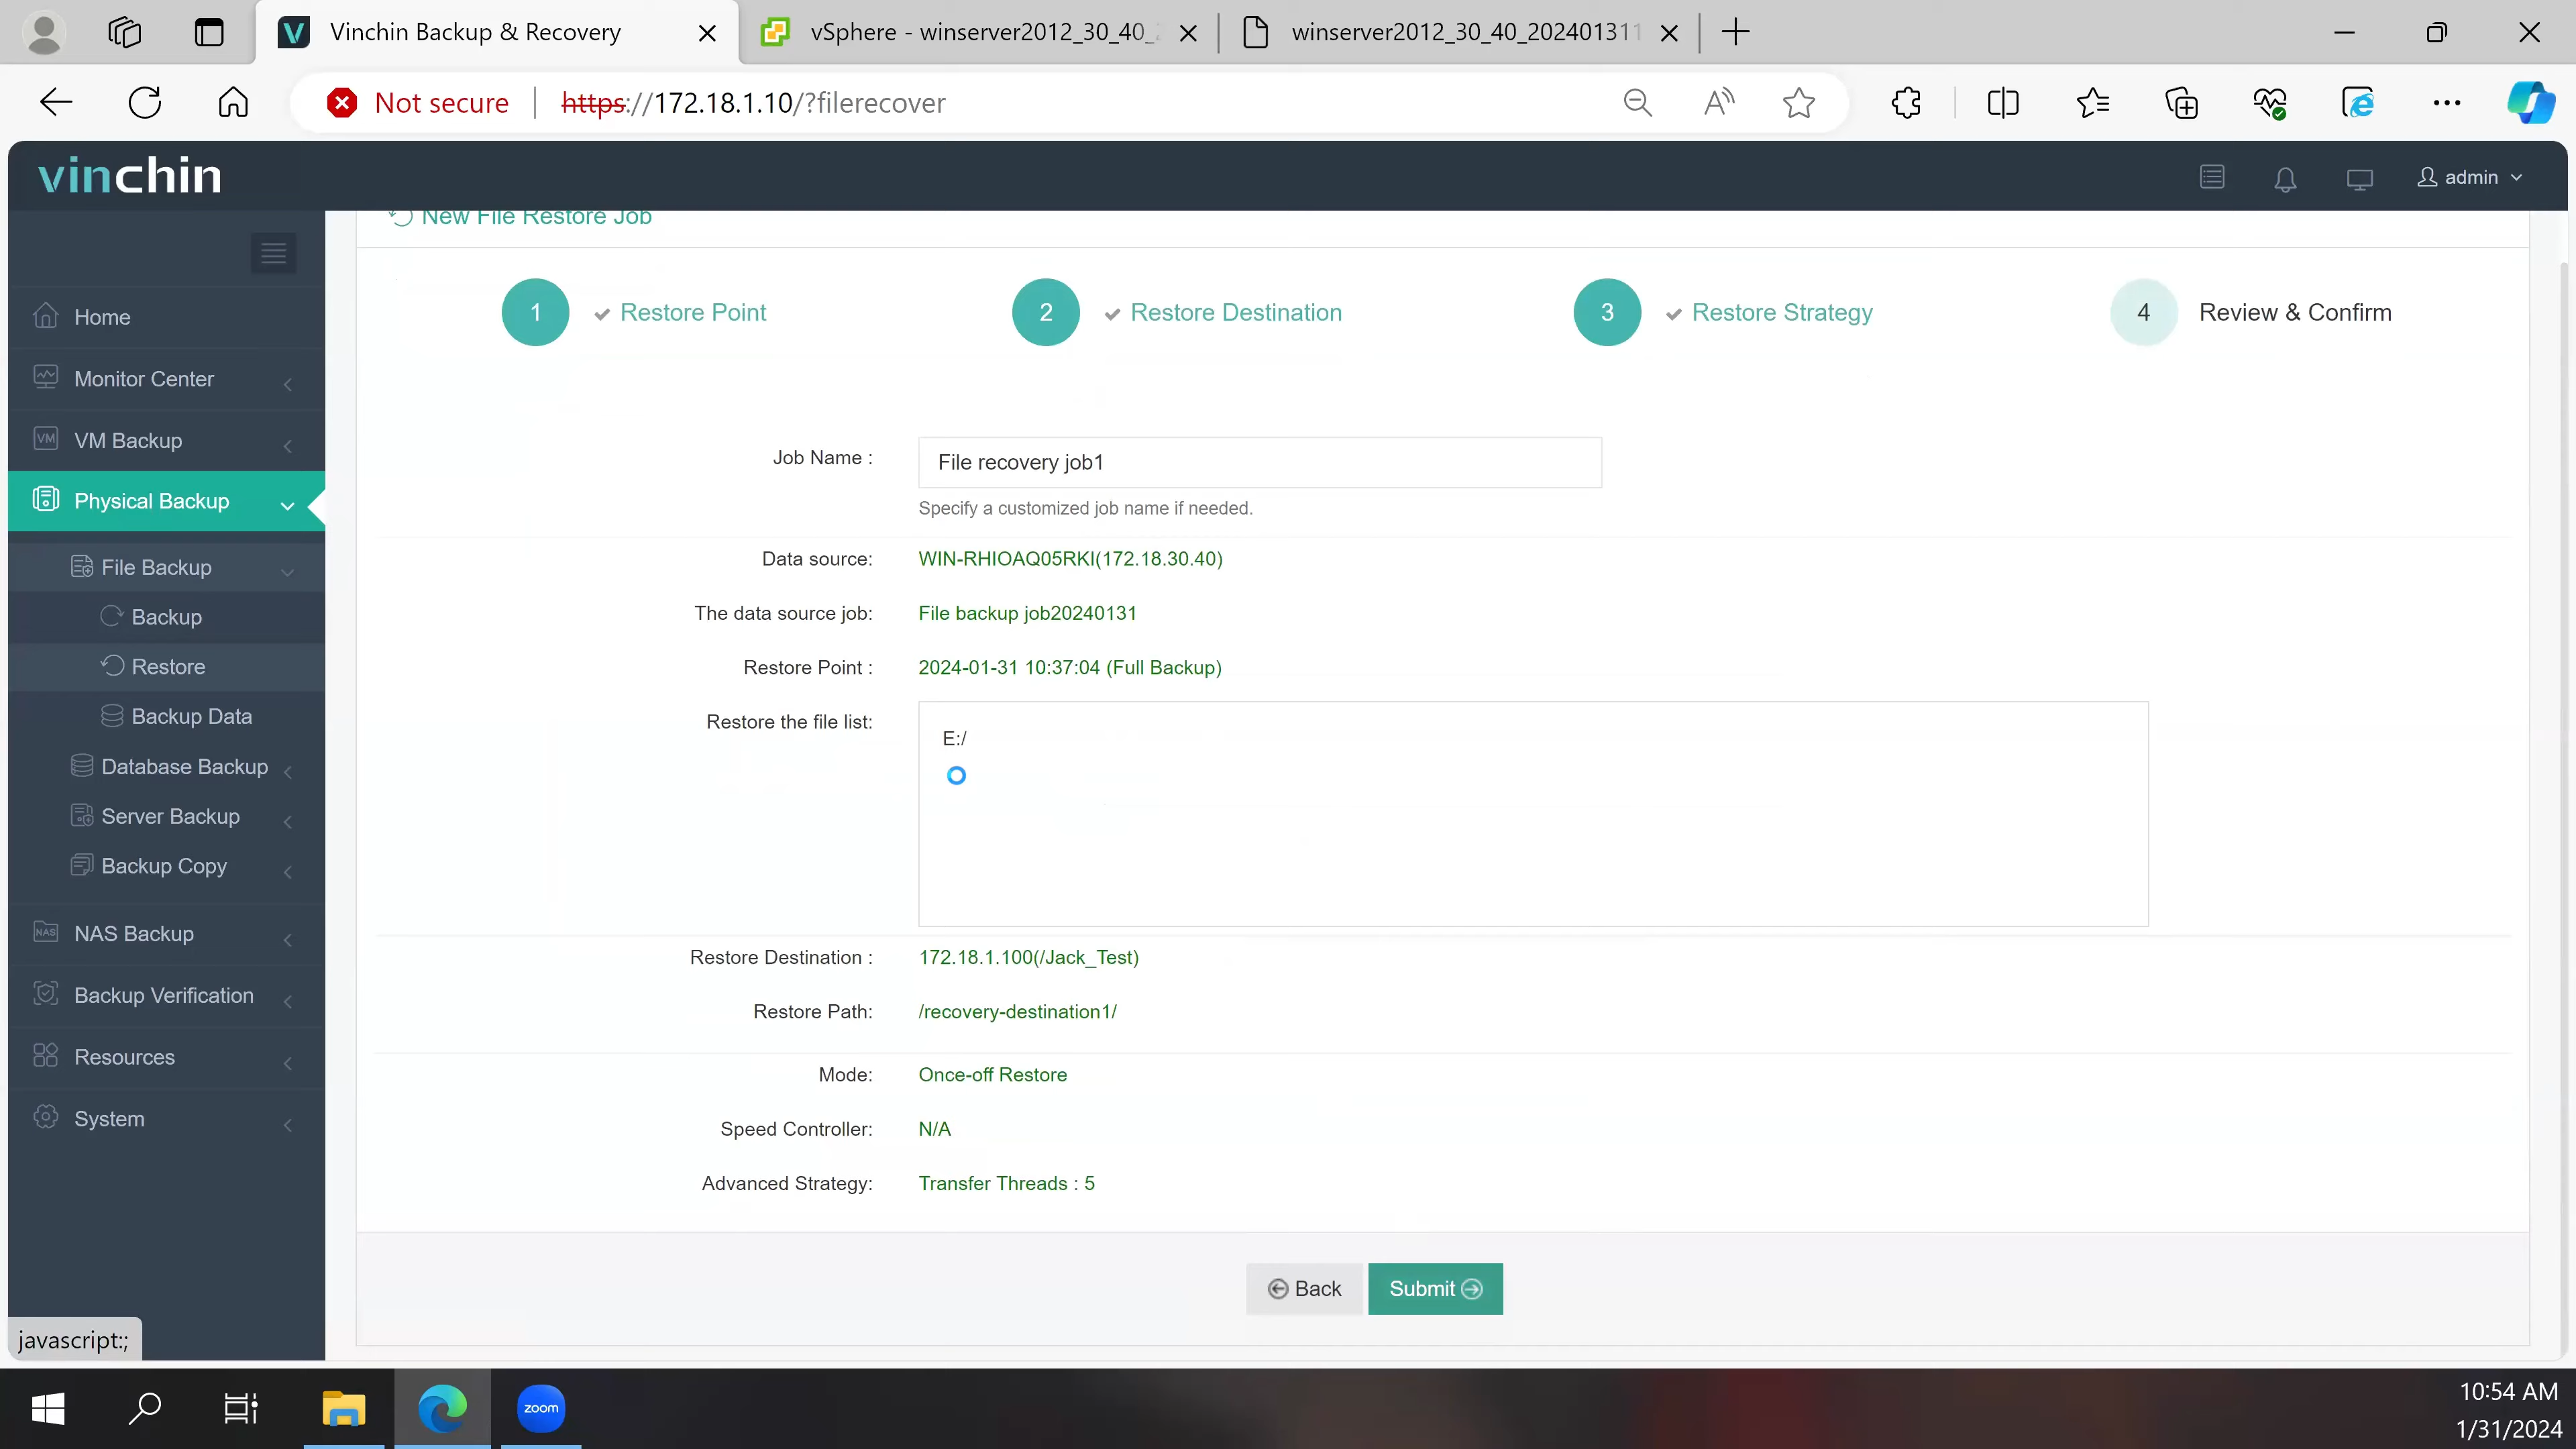 Vinchin Backup & Recovery
vSphere - winserver2012_30_40_
winserver2012_30_40_202401311
Not secure
https://172.18.1.10/?filerecover
vinchin
admin
New File Restore Job
Home
Monitor Center
VM
VM Backup
Physical Backup
File Backup
Backup
Restore
Backup Data
Database Backup
Server Backup
Backup Copy
NAS
NAS Backup
Backup Verification
Resources
System
1 Restore Point
2 Restore Destination
3 Restore Strategy
4 Review & Confirm
Job Name : File recovery job1
Specify a customized job name if needed.
Data source: WIN-RHIOAQ05RKI(172.18.30.40)
The data source job: File backup job20240131
Restore Point : 2024-01-31 10:37:04 (Full Backup)
Restore the file list: E:/
Restore Destination : 172.18.1.100(/Jack_Test)
Restore Path: /recovery-destination1/
Mode: Once-off Restore
Speed Controller: N/A
Advanced Strategy: Transfer Threads : 5
Back
Submit
javascript:;
zoom
10:54 AM
1/31/2024